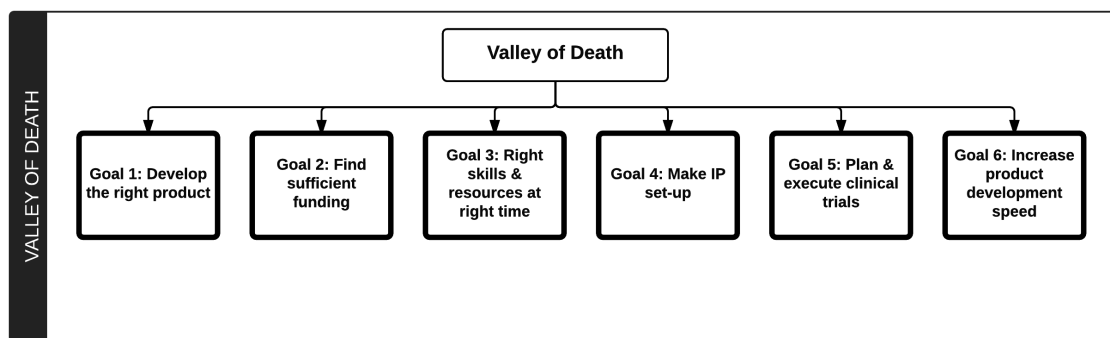 VALLEY OF DEATH
Valley of Death
Goal 1: Develop
the right product
Goal 2: Find
sufficient
funding
Goal 3: Right
skills &
resources at
right time
Goal 4: Make IP
set-up
Goal 5: Plan &
execute clinical
trials
Goal 6: Increase
product
development
speed